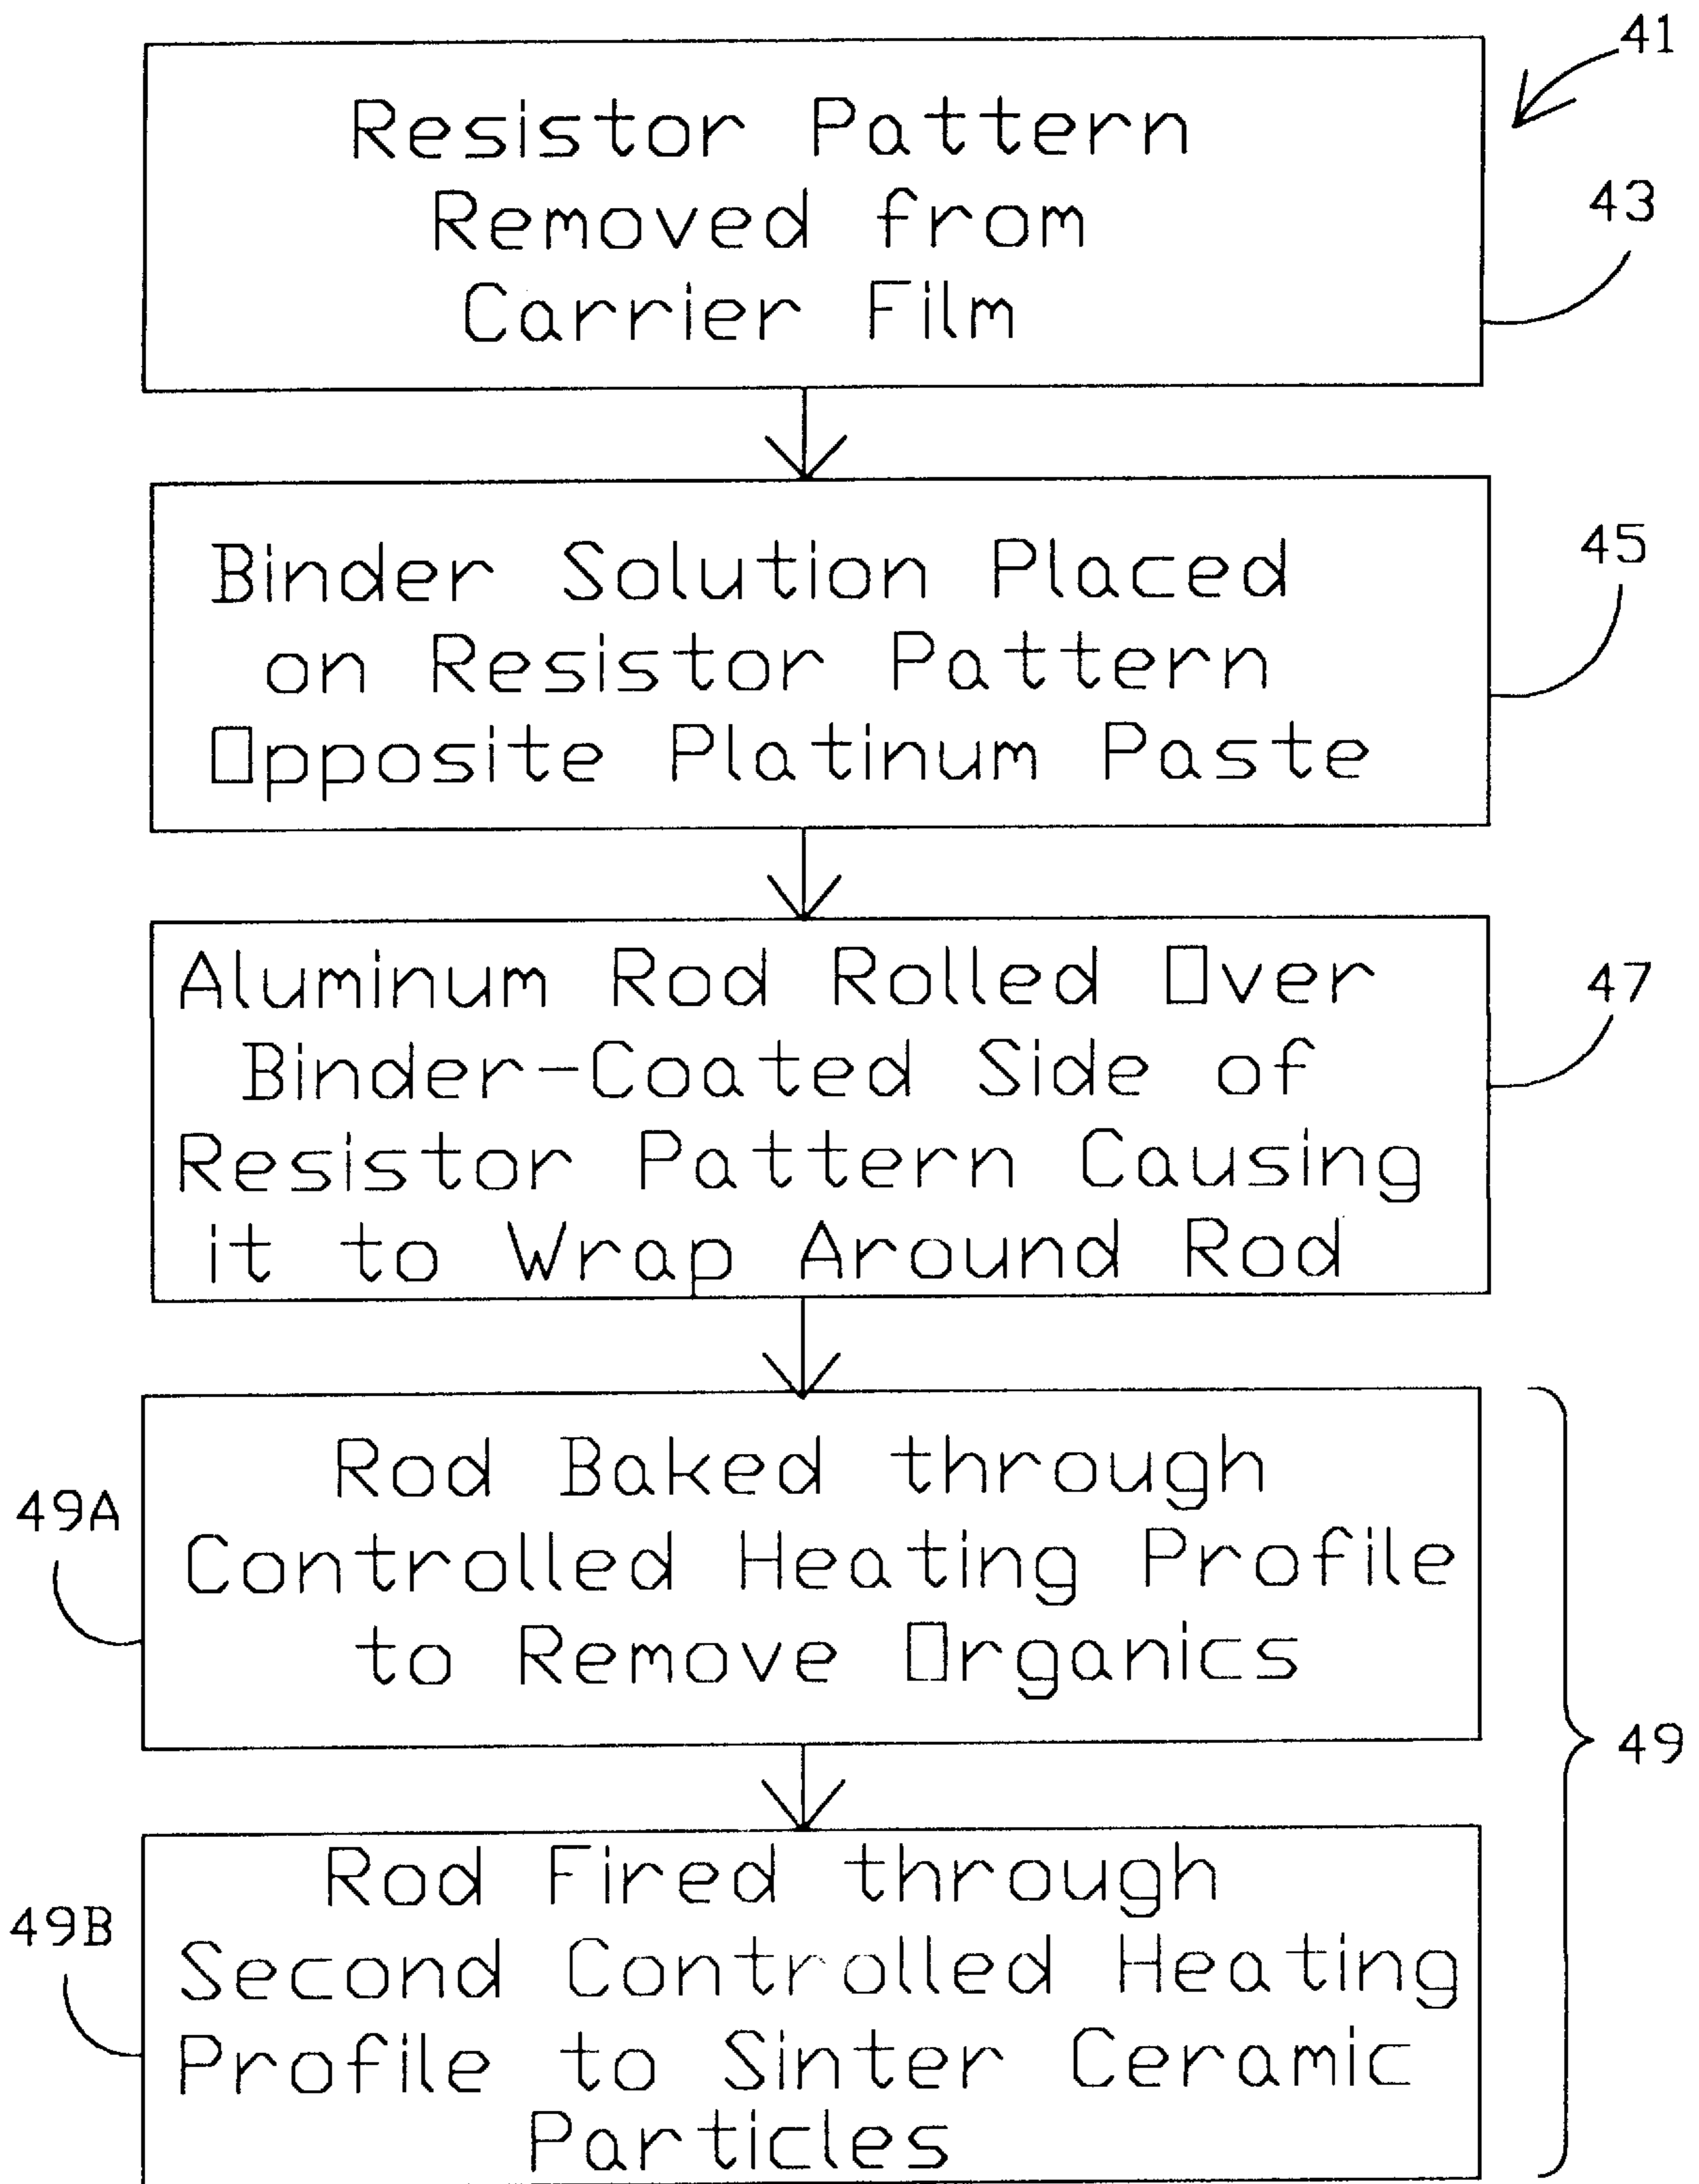 41
Resistor Pattern
Removed from
Carrier Film
43
Binder Solution Placed
on Resistor Pattern
Opposite Platinum Paste
45
Aluminum Rod Rolled Over
Binder-Coated Side of
Resistor Pattern Causing
it to Wrap Around Rod
47
49A
Rod Baked through
Controlled Heating Profile
to Remove Organics
49
49B
Rod Fired through
Second Controlled Heating
Profile to Sinter Ceramic
Particles